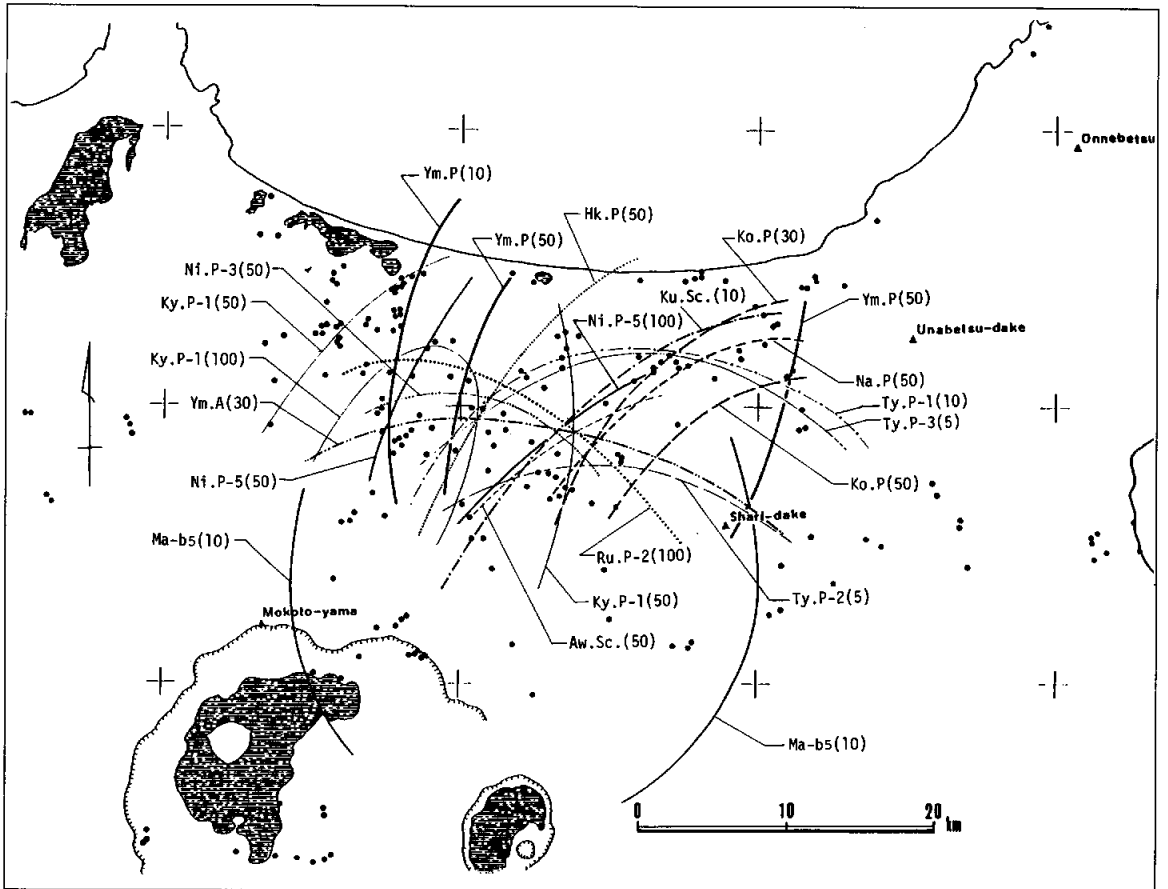 Onnebetsu
Ym.P(10)
Hk.P(50)
Ym.P(50)
Ko.P(30)
Ni.P-3(50)
Ku.Sc.(10)
Ky.P-1(50)
Ni.P-5(100)
Ym.P(50)
Unabetsu-dake
Ky.P-1(100)
Na.P(50)
Ym.A(30)
Ty.P-1(10)
Ty.P-3(5)
Ni.P-5(50)
Ko.P(50)
Shari-dake
Ma-b5(10)
Ru.P-2(100)
Ky.P-1(50)
Ty.P-2(5)
Mokoto-yama
Aw.Sc.(50)
Ma-b5(10)
0 10 20
km